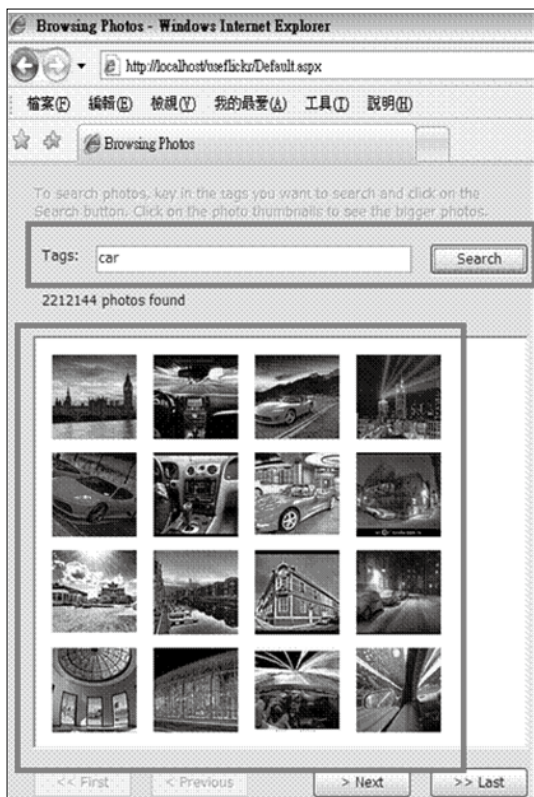 Browsing Photos - Windows Internet Explorer
http://localhost/useflickr/Default.aspx
檔案(F) 編輯(E) 檢視(V) 我的最愛(A) 工具(T) 說明(H)
Browsing Photos
To search photos, key in the tags you want to search and click on the
Search button. Click on the photo thumbnails to see the bigger photos.
Tags: car Search
2212144 photos found
<< First < Previous > Next >> Last